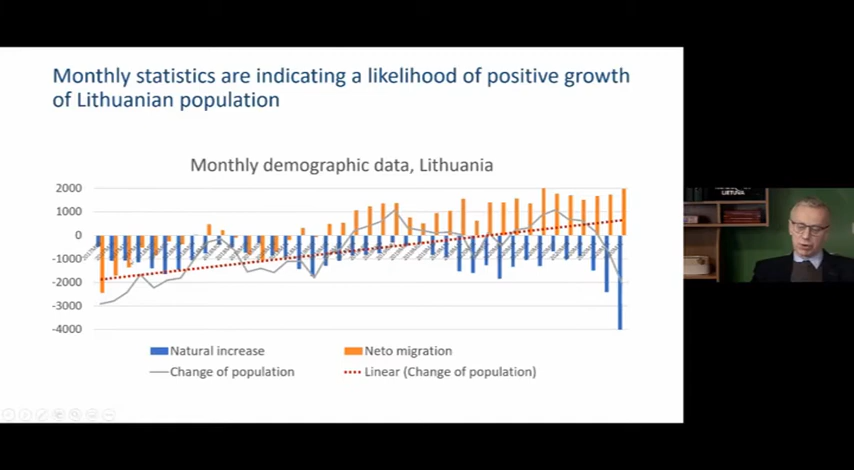 Monthly statistics are indicating a likelihood of positive growth
of Lithuanian population
Monthly demographic data, Lithuania
2000
1000
0
-1000
-2000
-3000
-4000
Natural increase
Neto migration
Change of population
Linear (Change of population)
LIETUVA